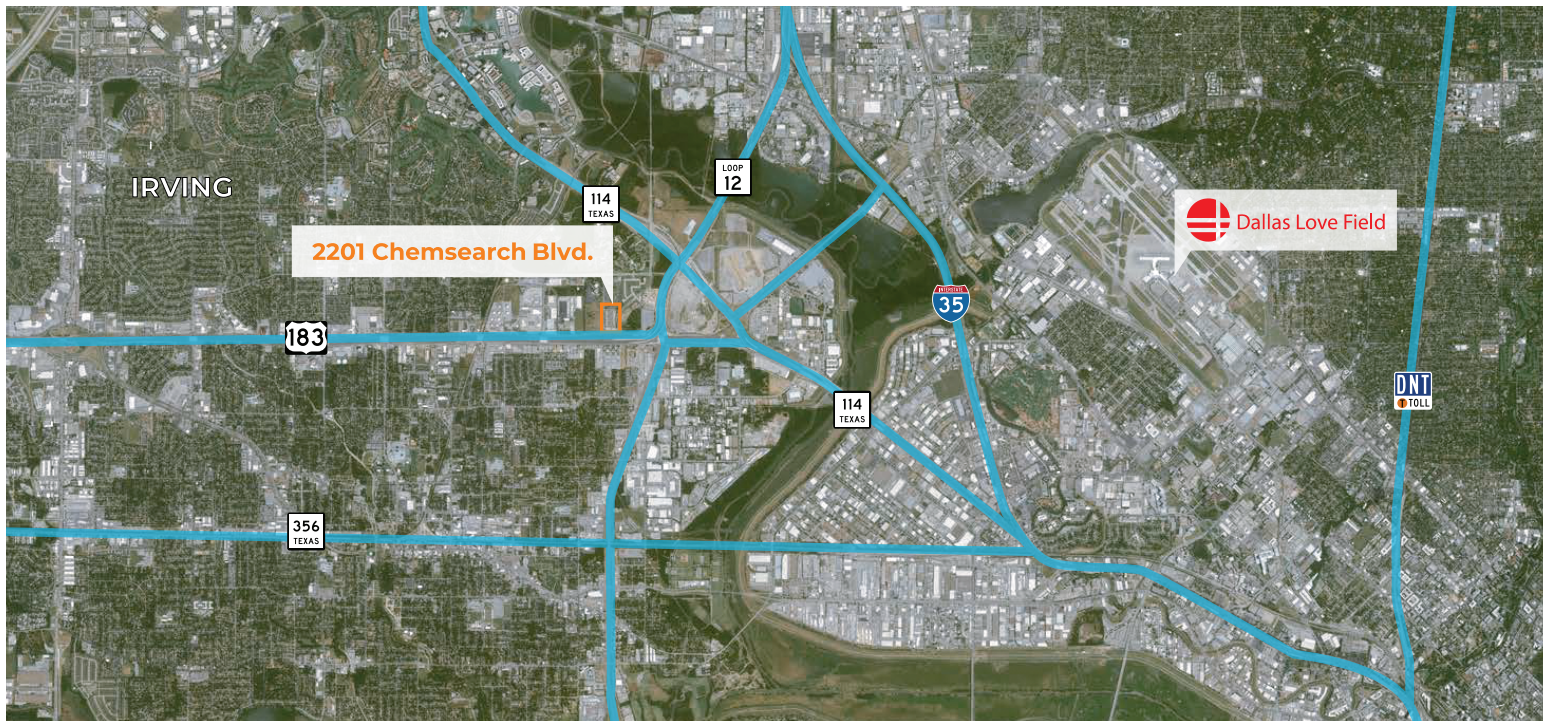 LOOP
12
IRVING
114
TEXAS
Dallas Love Field
2201 Chemsearch Blvd.
INTERSTATE
35
183
DNT
T TOLL
114
TEXAS
356
TEXAS